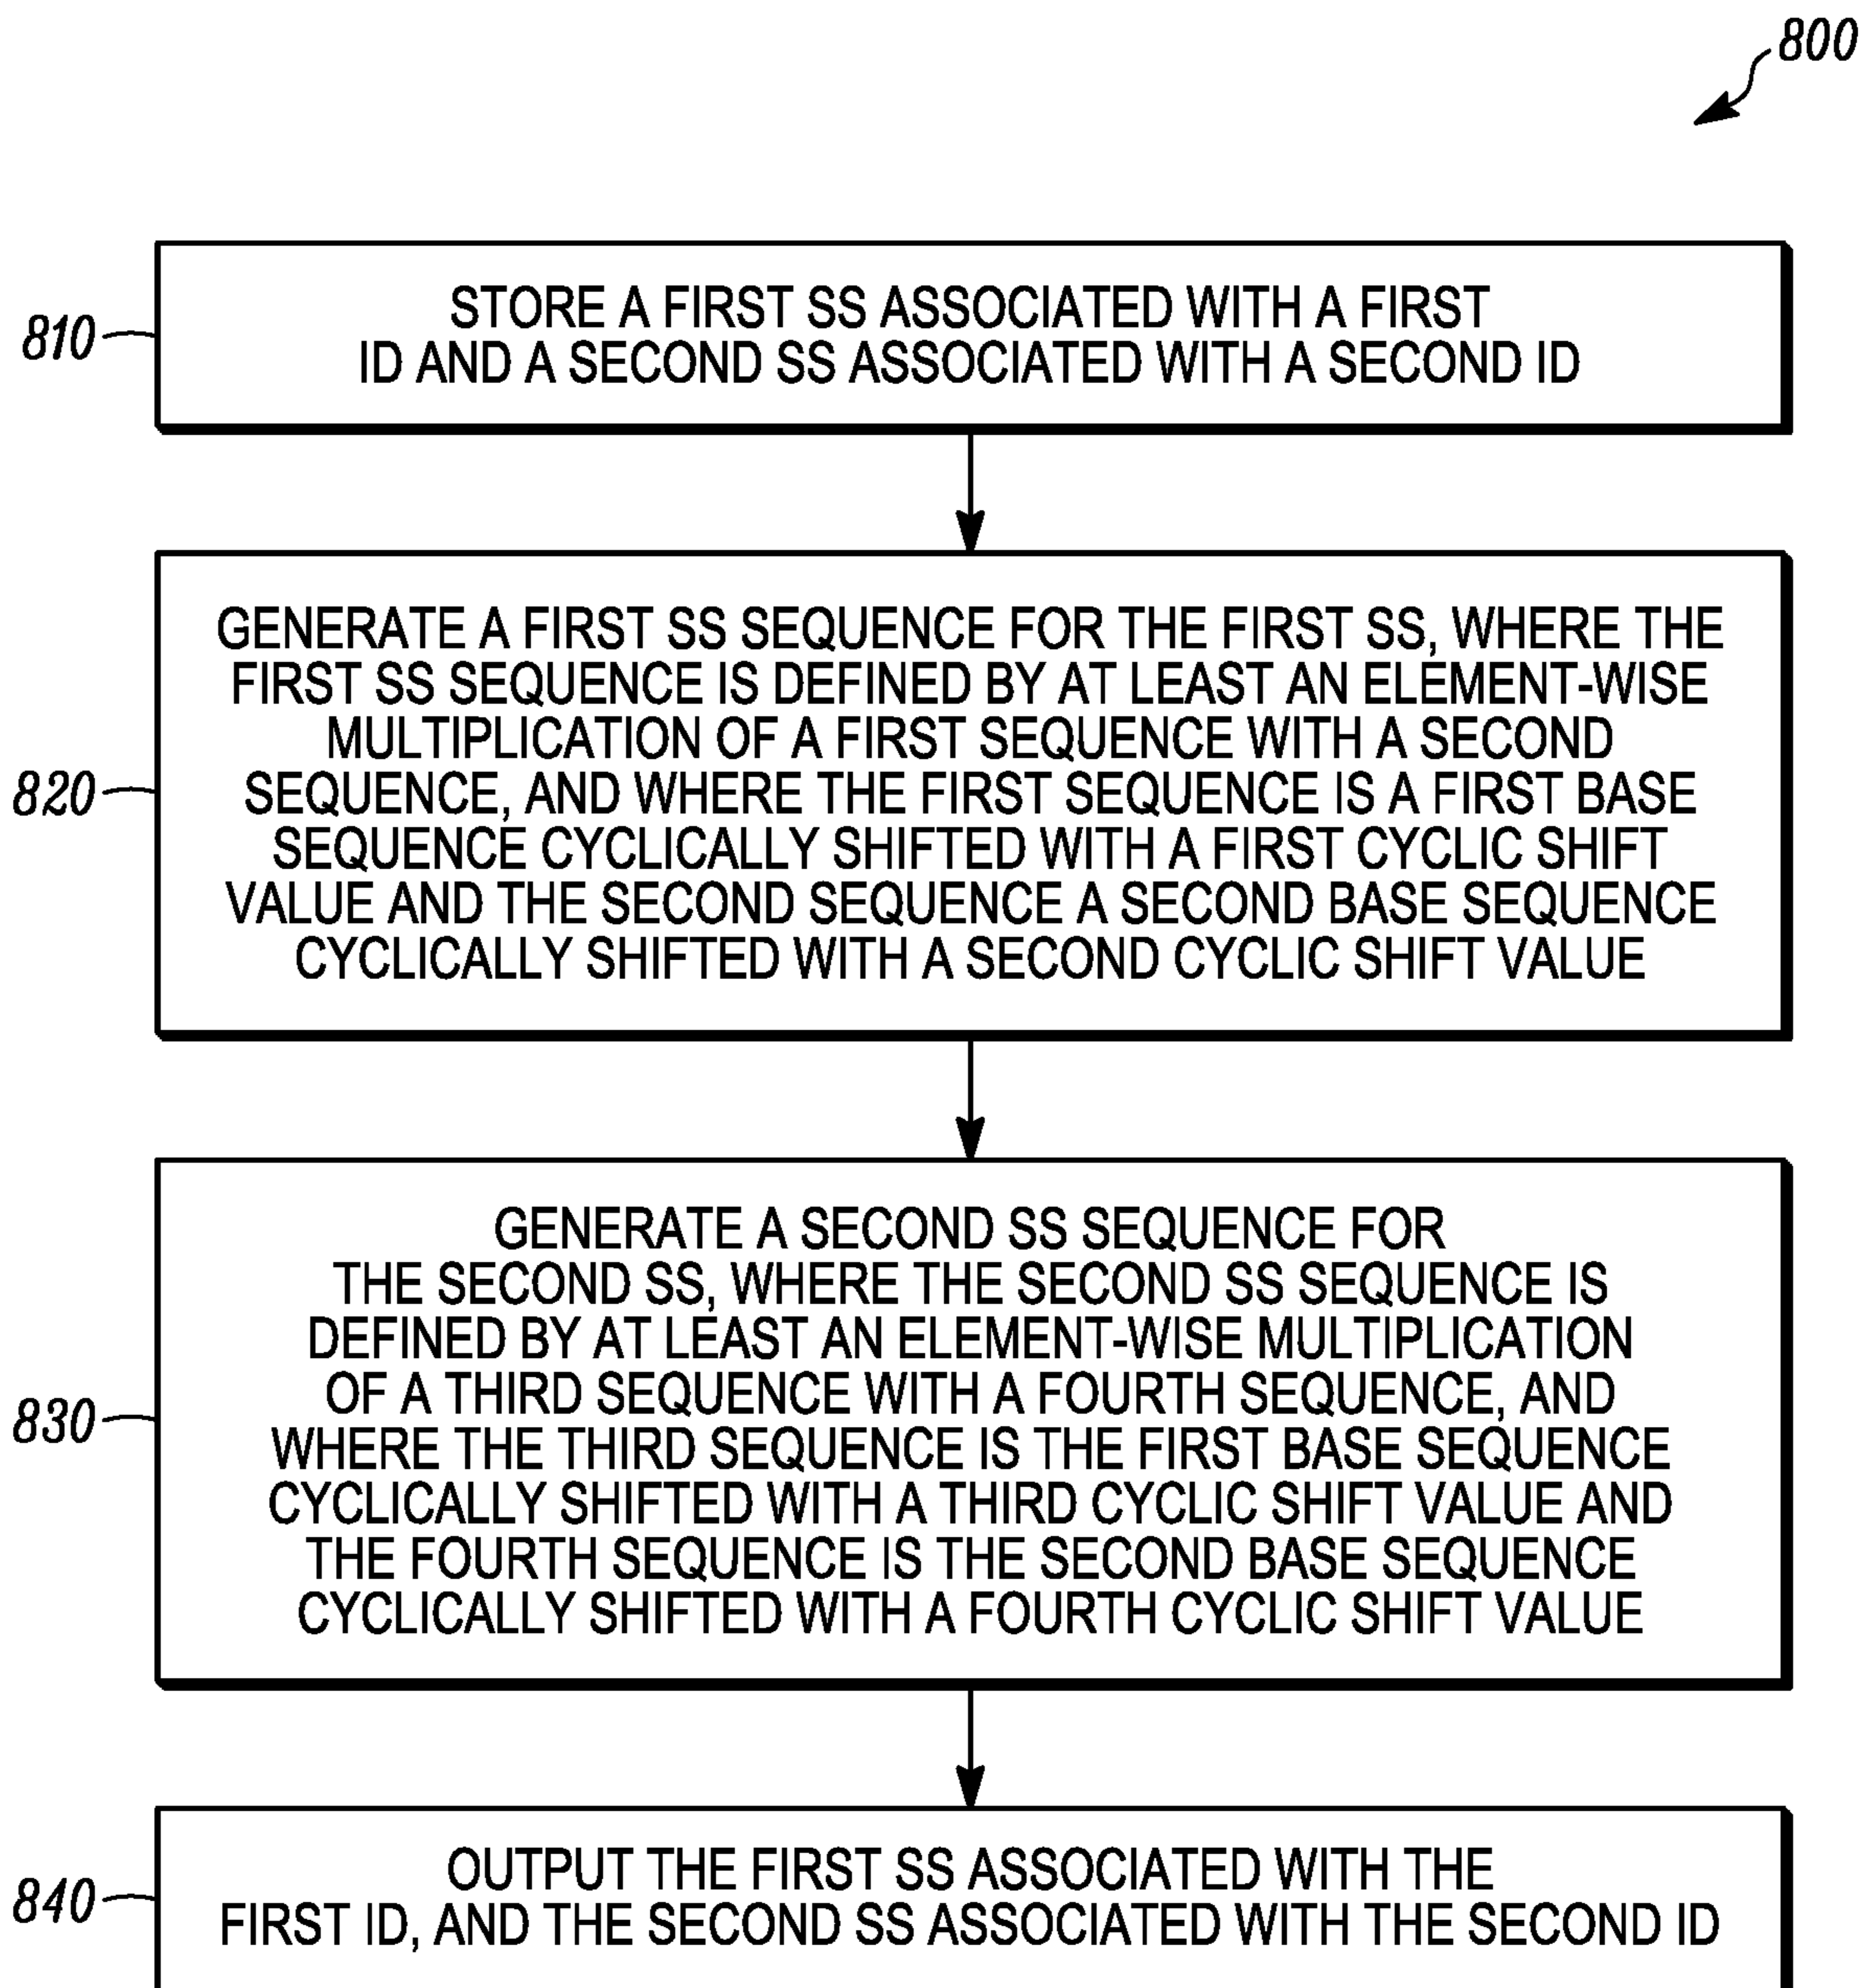 800
810
STORE A FIRST SS ASSOCIATED WITH A FIRST
ID AND A SECOND SS ASSOCIATED WITH A SECOND ID
820
GENERATE A FIRST SS SEQUENCE FOR THE FIRST SS, WHERE THE
FIRST SS SEQUENCE IS DEFINED BY AT LEAST AN ELEMENT-WISE
MULTIPLICATION OF A FIRST SEQUENCE WITH A SECOND
SEQUENCE, AND WHERE THE FIRST SEQUENCE IS A FIRST BASE
SEQUENCE CYCLICALLY SHIFTED WITH A FIRST CYCLIC SHIFT
VALUE AND THE SECOND SEQUENCE A SECOND BASE SEQUENCE
CYCLICALLY SHIFTED WITH A SECOND CYCLIC SHIFT VALUE
830
GENERATE A SECOND SS SEQUENCE FOR
THE SECOND SS, WHERE THE SECOND SS SEQUENCE IS
DEFINED BY AT LEAST AN ELEMENT-WISE MULTIPLICATION
OF A THIRD SEQUENCE WITH A FOURTH SEQUENCE, AND
WHERE THE THIRD SEQUENCE IS THE FIRST BASE SEQUENCE
CYCLICALLY SHIFTED WITH A THIRD CYCLIC SHIFT VALUE AND
THE FOURTH SEQUENCE IS THE SECOND BASE SEQUENCE
CYCLICALLY SHIFTED WITH A FOURTH CYCLIC SHIFT VALUE
840
OUTPUT THE FIRST SS ASSOCIATED WITH THE
FIRST ID, AND THE SECOND SS ASSOCIATED WITH THE SECOND ID